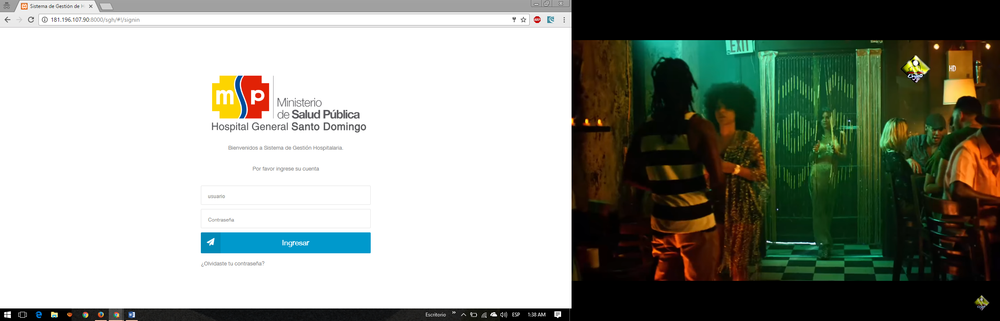 Sistema de Gestión de H
181.196.107.90:8000/sgh/#!/signin
ABP
msp
Ministerio
de Salud Pública
Hospital General Santo Domingo
Bienvenidos a Sistema de Gestión Hospitalaria.
Por favor ingrese su cuenta
usuario
Contraseña
Ingresar
¿Olvidaste tu contraseña?
Escritorio
ESP
1:38 AM
EXIT
HD
Chino